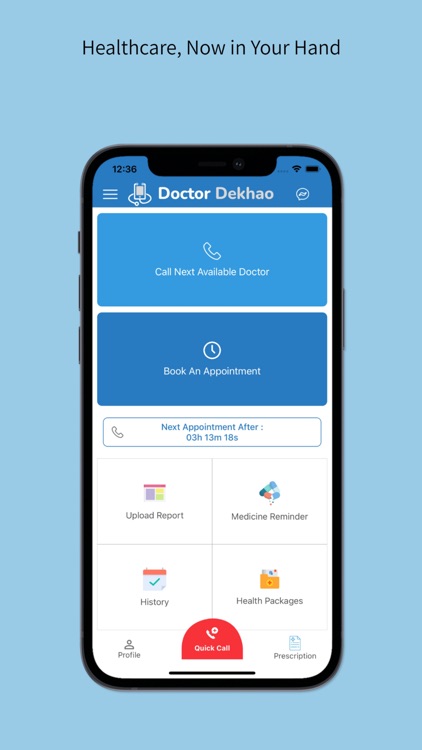 Healthcare, Now in Your Hand
12:36
Doctor Dekhao
Call Next Available Doctor
Book An Appointment
Next Appointment After :
03h 13m 18s
Upload Report
Medicine Reminder
History
Health Packages
Profile
Quick Call
Prescription